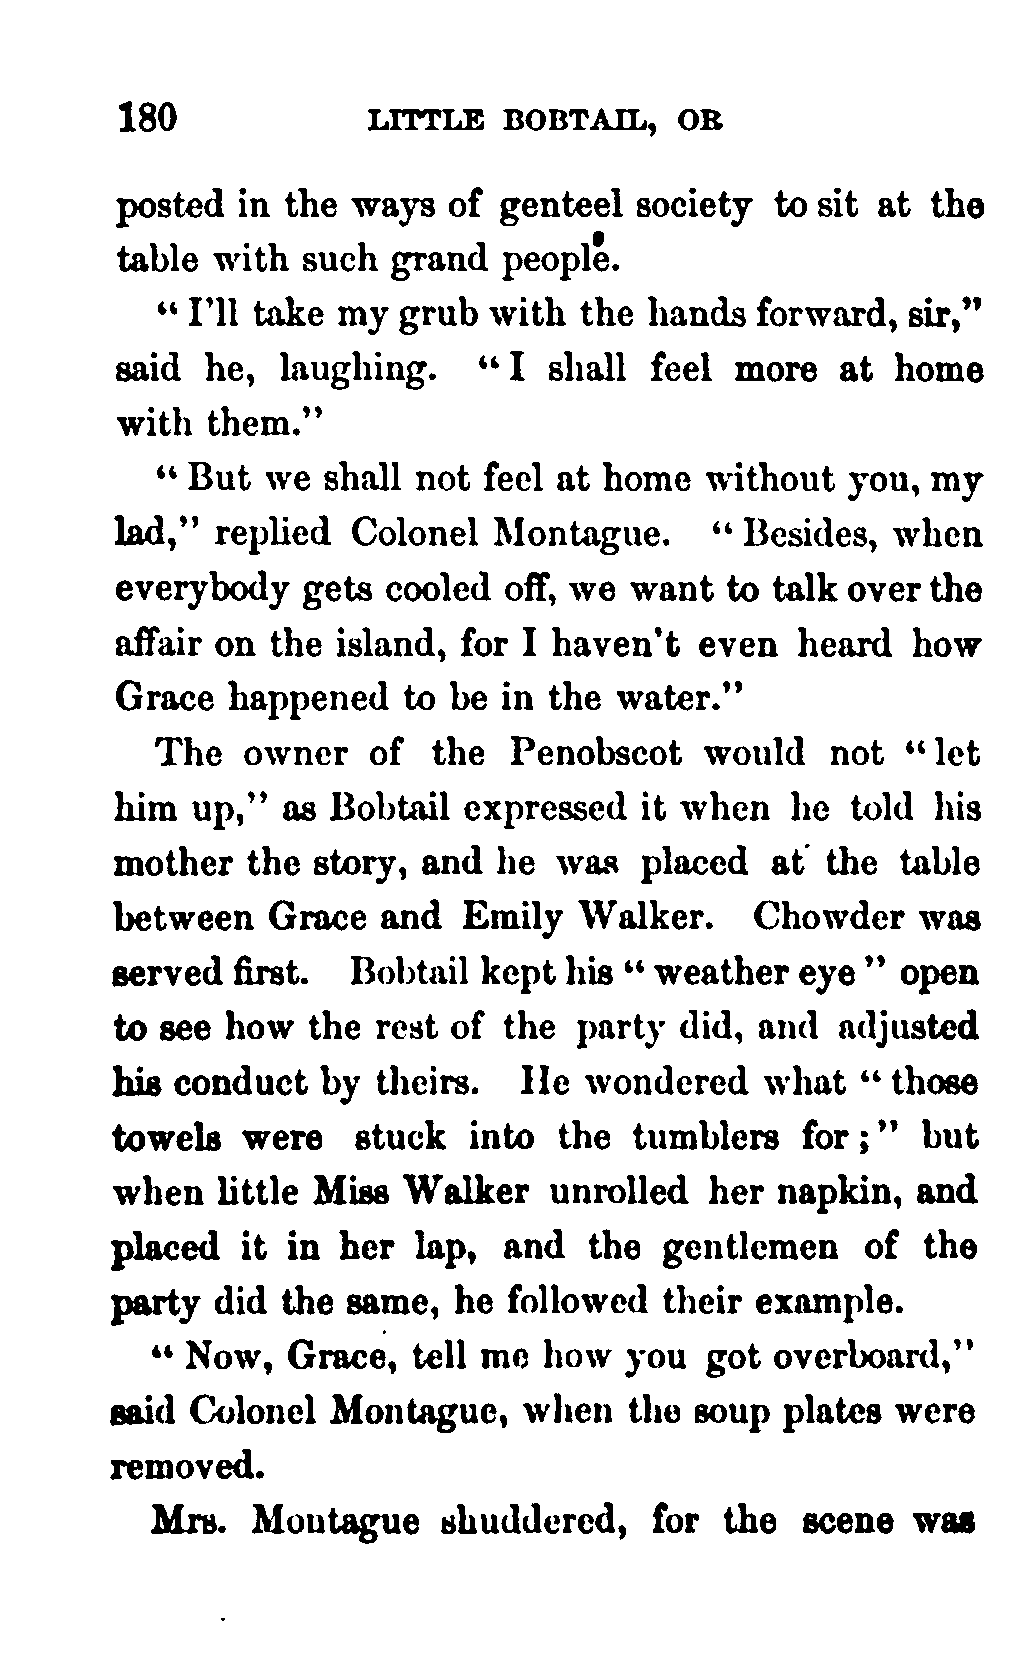 180 LITTLE BOBTAIL, OR
posted in the ways of genteel society to sit at the
table with such grand people.
"I'll take my grub with the hands forward, sir,"
said he, laughing. "I shall feel more at home
with them."
"But we shall not feel at home without you, my
lad," replied Colonel Montague. "Besides, when
everybody gets cooled off, we want to talk over the
affair on the island, for I haven't even heard how
Grace happened to be in the water."
The owner of the Penobscot would not "let
him up," as Bobtail expressed it when he told his
mother the story, and he was placed at the table
between Grace and Emily Walker. Chowder was
served first. Bobtail kept his "weather eye" open
to see how the rest of the party did, and adjusted
his conduct by theirs. He wondered what "those
towels were stuck into the tumblers for;" but
when little Miss Walker unrolled her napkin, and
placed it in her lap, and the gentlemen of the
party did the same, he followed their example.
"Now, Grace, tell me how you got overboard,"
said Colonel Montague, when the soup plates were
removed.
Mrs. Montague shuddered, for the scene was